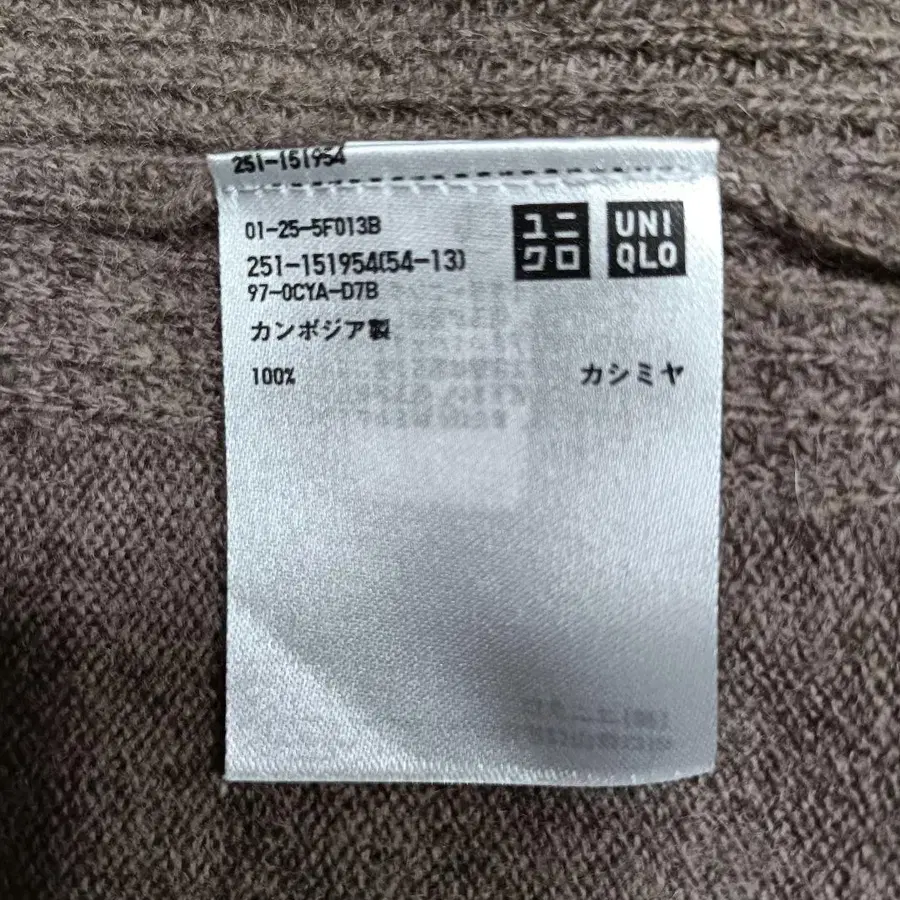 251-151954
01-25-5F013B
ユニ
クロ
UNI
QLO
251-151954(54-13)
97-0CYA-D7B
カンボジア製
100% カシミヤ